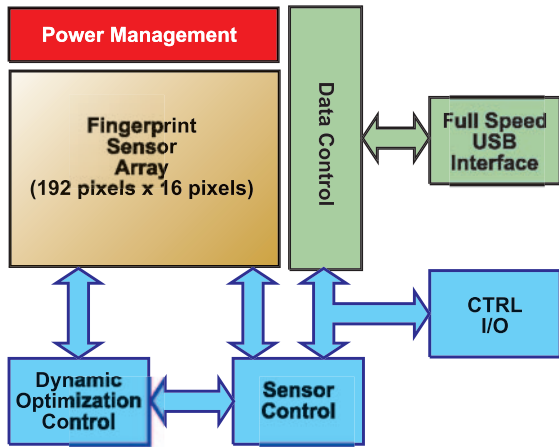 Power Management
Fingerprint
Sensor
Array
(192 pixels x 16 pixels)
Data Control
Full Speed
USB
Interface
CTRL
I/O
Dynamic
Optimization
Control
Sensor
Control